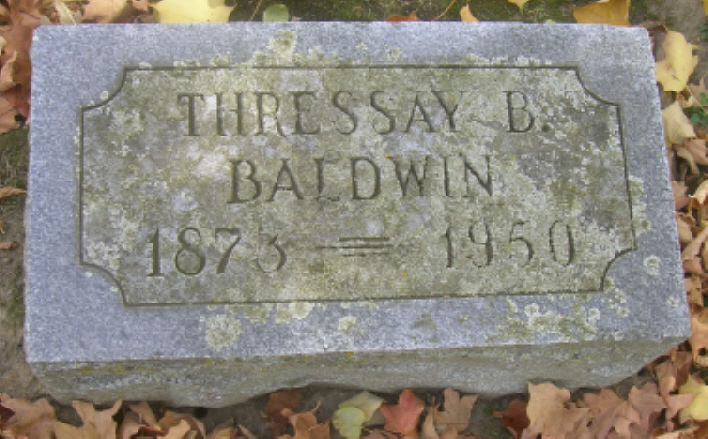 THRESSAY B.
BALDWIN
1873 = 1950